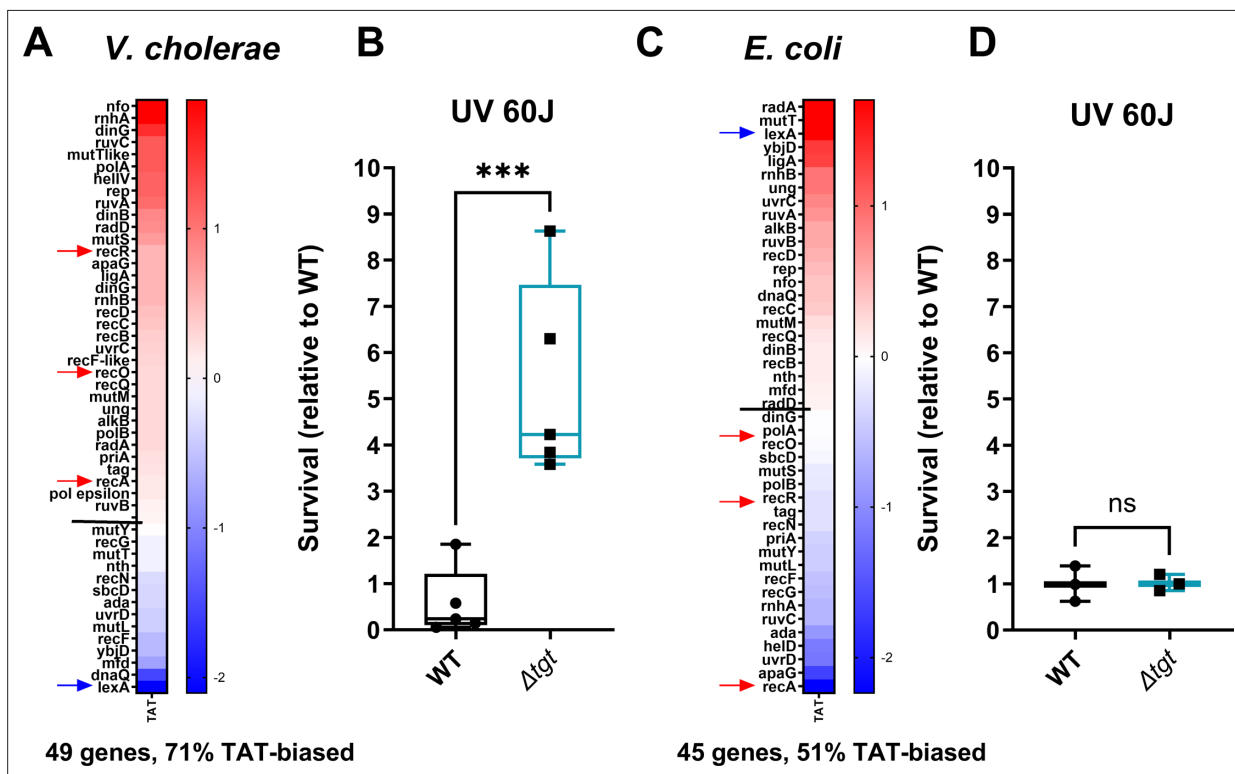 A
V. cholerae
nfo
rnhA
dinG
ruvC
mutTlike
polA
helIV
rep
ruvA
dinB
radD
mutS
recR
apaG
ligA
dinG
rnhB
recD
recC
recB
uvrC
recF-like
recO
recQ
mutM
ung
alkB
polB
radA
priA
tag
recA
pol epsilon
ruvB
mutY
recG
mutT
nth
recN
sbcD
ada
uvrD
mutL
recF
ybjD
mfd
dnaQ
lexA
TAT
1
0
-1
-2
49 genes, 71% TAT-biased
B
UV 60J
Survival (relative to WT)
10
9
8
7
6
5
4
3
2
1
0
***
WT
Δtgt
C
E. coli
radA
mutT
lexA
ybjD
ligA
rnhB
ung
uvrC
ruvA
alkB
ruvB
recD
rep
nfo
dnaQ
recC
mutM
recQ
dinB
recB
nth
mfd
radD
dinG
polA
recO
sbcD
mutS
polB
recR
tag
recN
priA
mutY
mutL
recF
recG
rnhA
ruvC
ada
helD
uvrD
apaG
recA
TAT
1
0
-1
-2
45 genes, 51% TAT-biased
D
UV 60J
Survival (relative to WT)
10
9
8
7
6
5
4
3
2
1
0
ns
WT
Δtgt